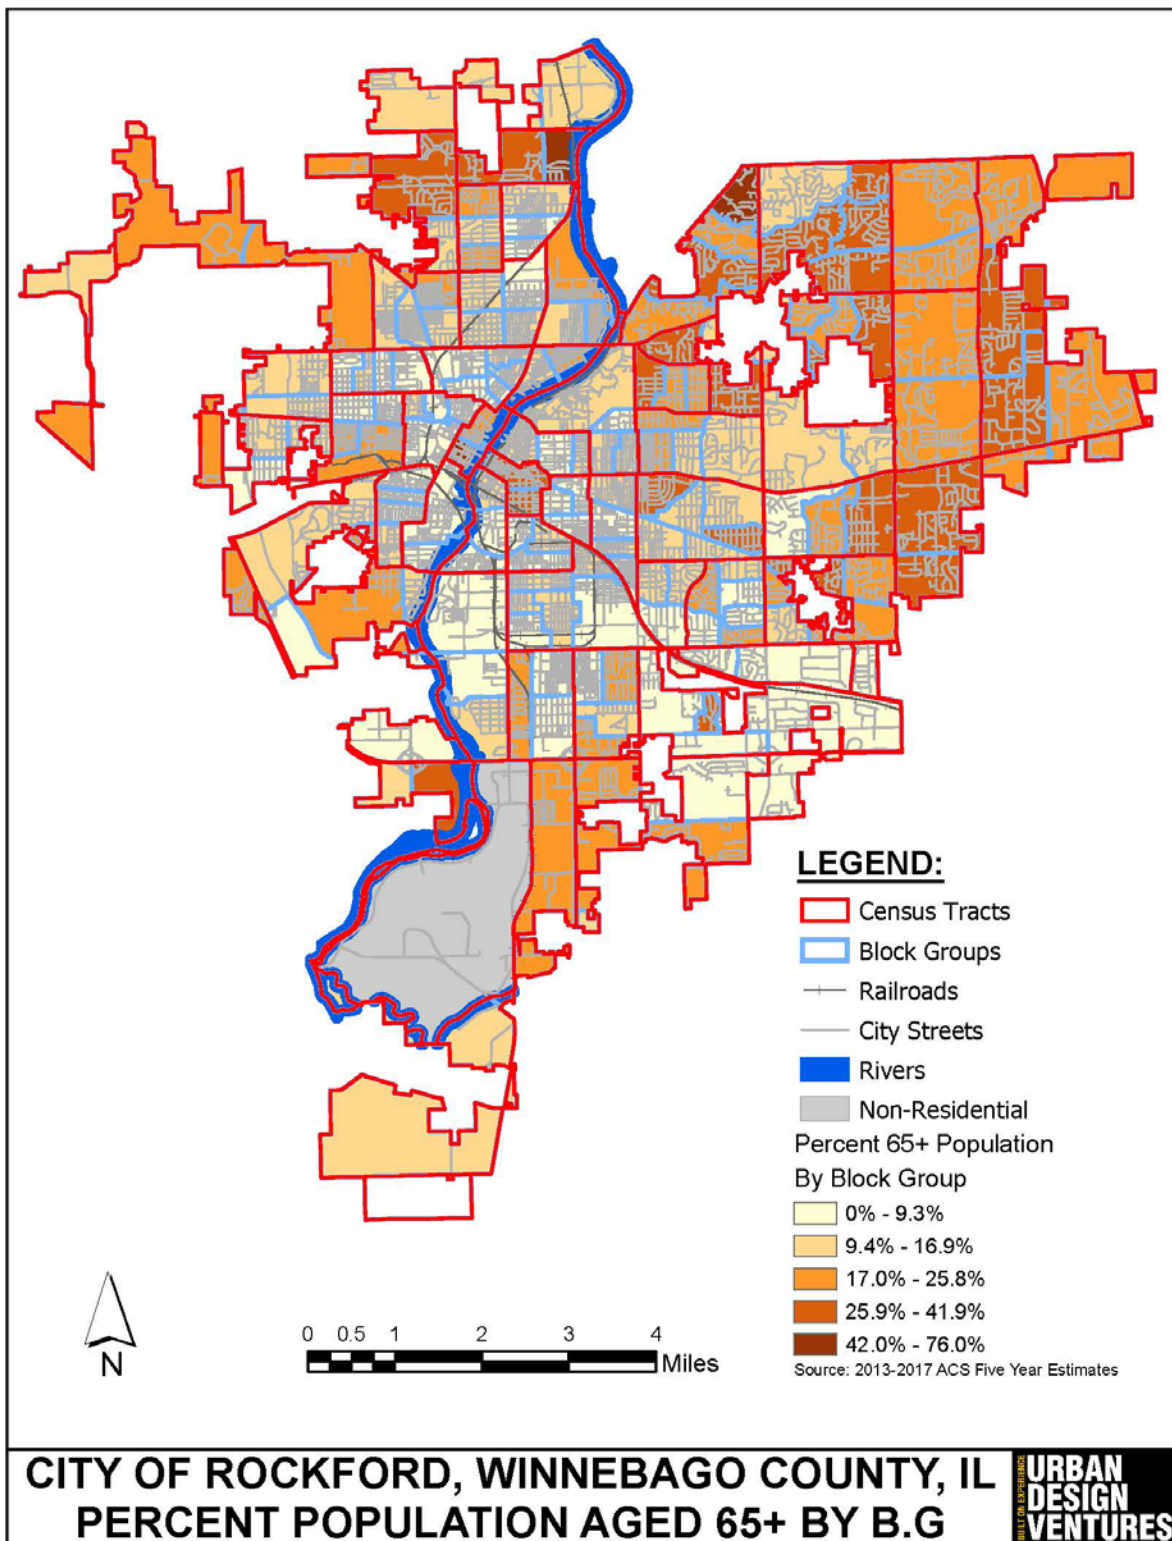 LEGEND:
Census Tracts
Block Groups
Railroads
City Streets
Rivers
Non-Residential
Percent 65+ Population
By Block Group
0% - 9.3%
9.4% - 16.9%
17.0% - 25.8%
25.9% - 41.9%
42.0% - 76.0%
Source: 2013-2017 ACS Five Year Estimates
N
0 0.5 1 2 3 4
Miles
CITY OF ROCKFORD, WINNEBAGO COUNTY, IL
PERCENT POPULATION AGED 65+ BY B.G
BUILT ON EXPERIENCE
URBAN
DESIGN
VENTURES